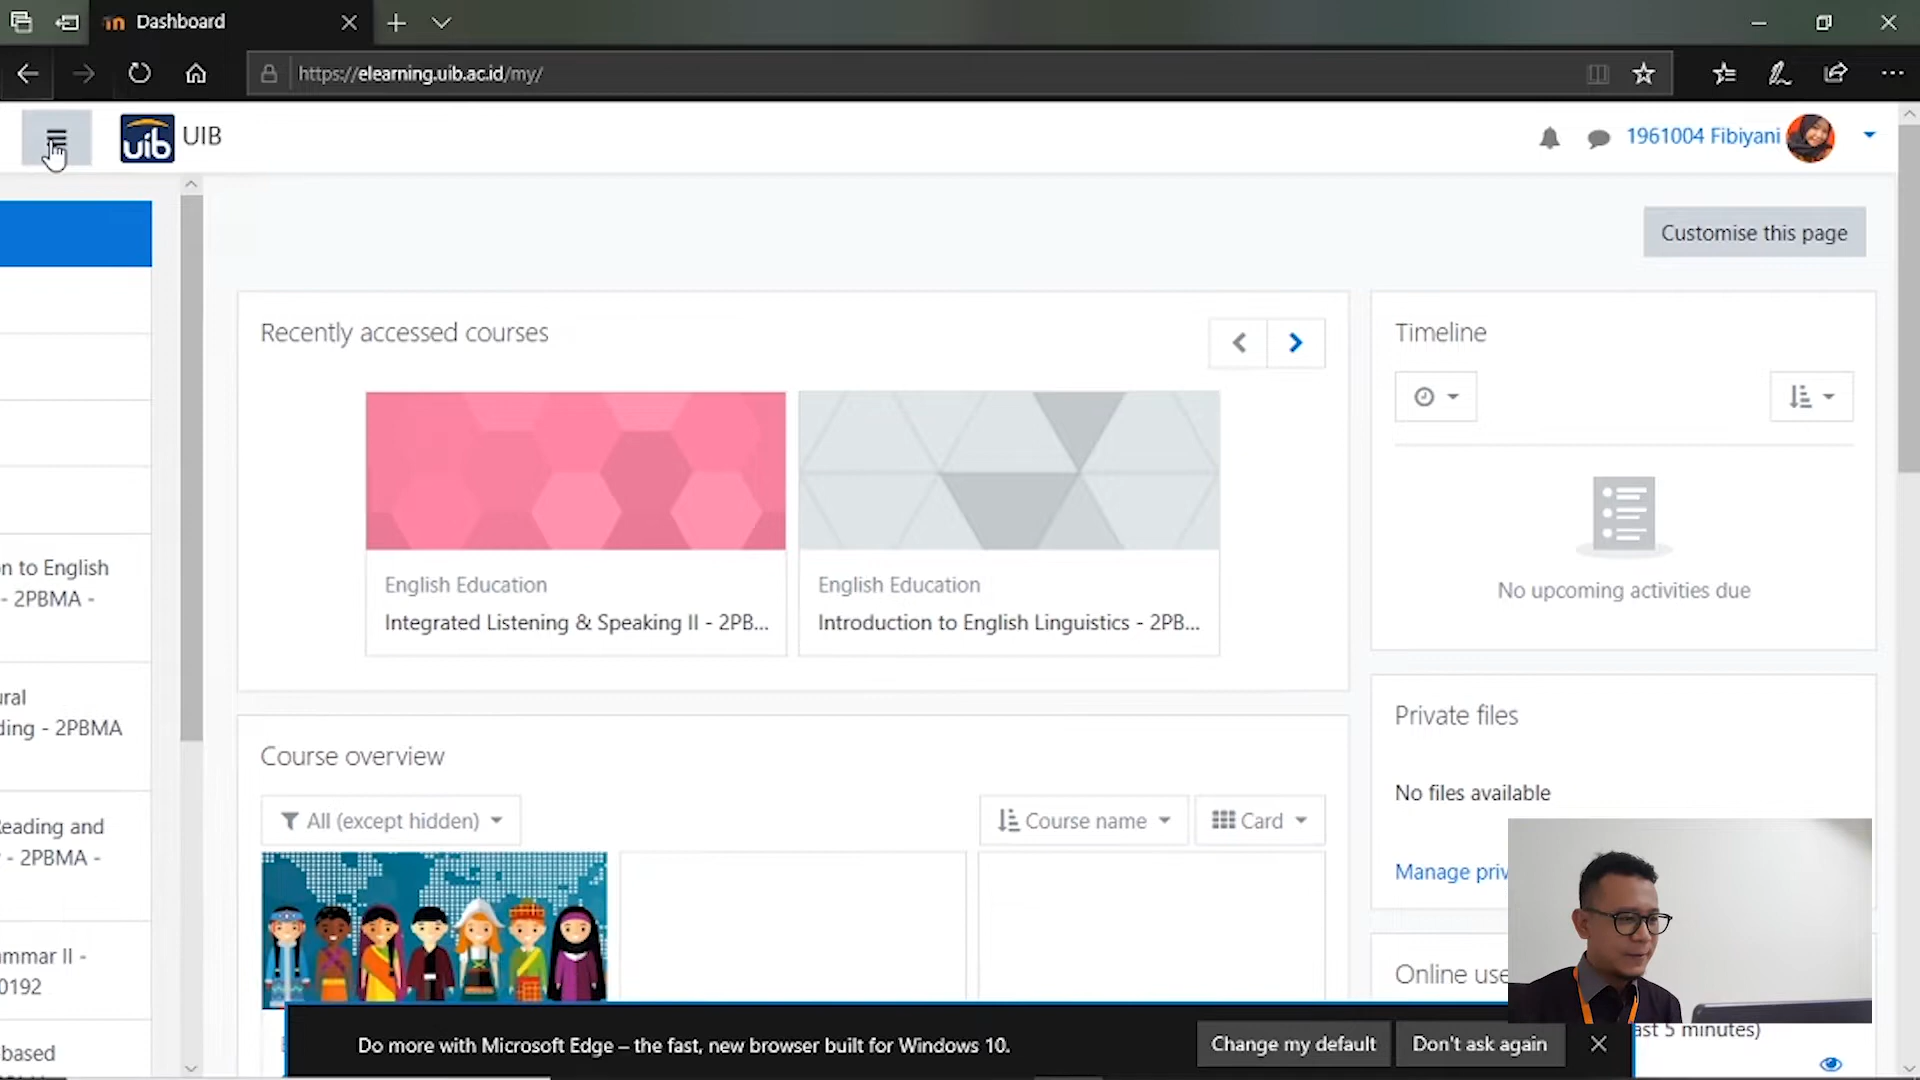 Dashboard
https://elearning.uib.ac.id/my/
uib UIB
1961004 Fibiyani
Customise this page
n to English
- 2PBMA -
ural
ding - 2PBMA
Reading and
- 2PBMA -
mmar II -
0192
based
Recently accessed courses
English Education
Integrated Listening & Speaking II - 2PB...
English Education
Introduction to English Linguistics - 2PB...
Timeline
No upcoming activities due
Course overview
All (except hidden)
Course name
Card
Private files
No files available
Manage priv
Online use
ast 5 minutes)
Do more with Microsoft Edge – the fast, new browser built for Windows 10.
Change my default
Don't ask again